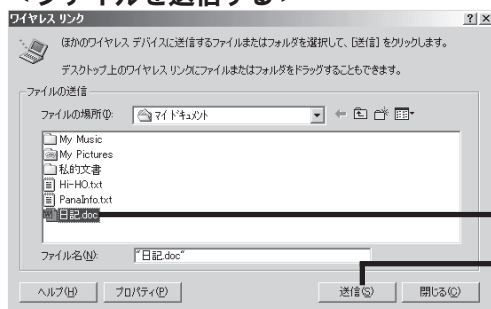 <ファイルを送信する>
ワイヤレス リンク
ほかのワイヤレス デバイスに送信するファイルまたはフォルダを選択して、[送信] をクリックします。
デスクトップ上のワイヤレス リンクにファイルまたはフォルダをドラッグすることもできます。
ファイルの送信
ファイルの場所(I): マイ ドキュメント
My Music
My Pictures
私的文書
Hi-HO.txt
PanaInfo.txt
日記.doc
ファイル名(N): "日記.doc"
ヘルプ(H) プロパティ(P) 送信(S) 閉じる(C)